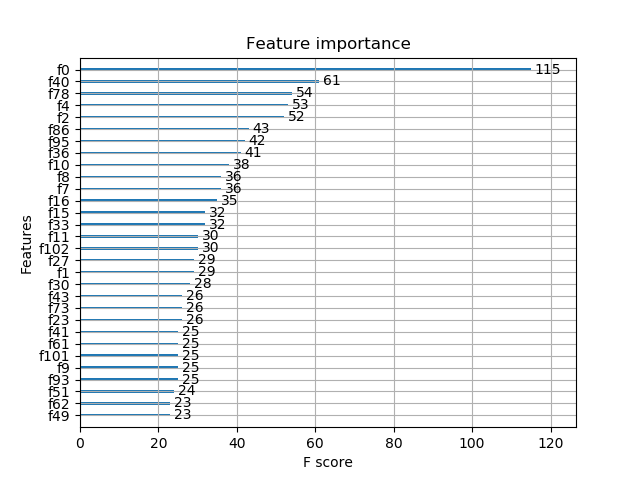 Feature importance
f0 115
f40 61
f78 54
f4 53
f2 52
f86 43
f95 42
f36 41
f10 38
f8 36
f7 36
f16 35
f15 32
f33 32
f11 30
f102 30
f27 29
f1 29
f30 28
f43 26
f73 26
f23 26
f41 25
f61 25
f101 25
f9 25
f93 25
f51 24
f62 23
f49 23
Features
0 20 40 60 80 100 120
F score